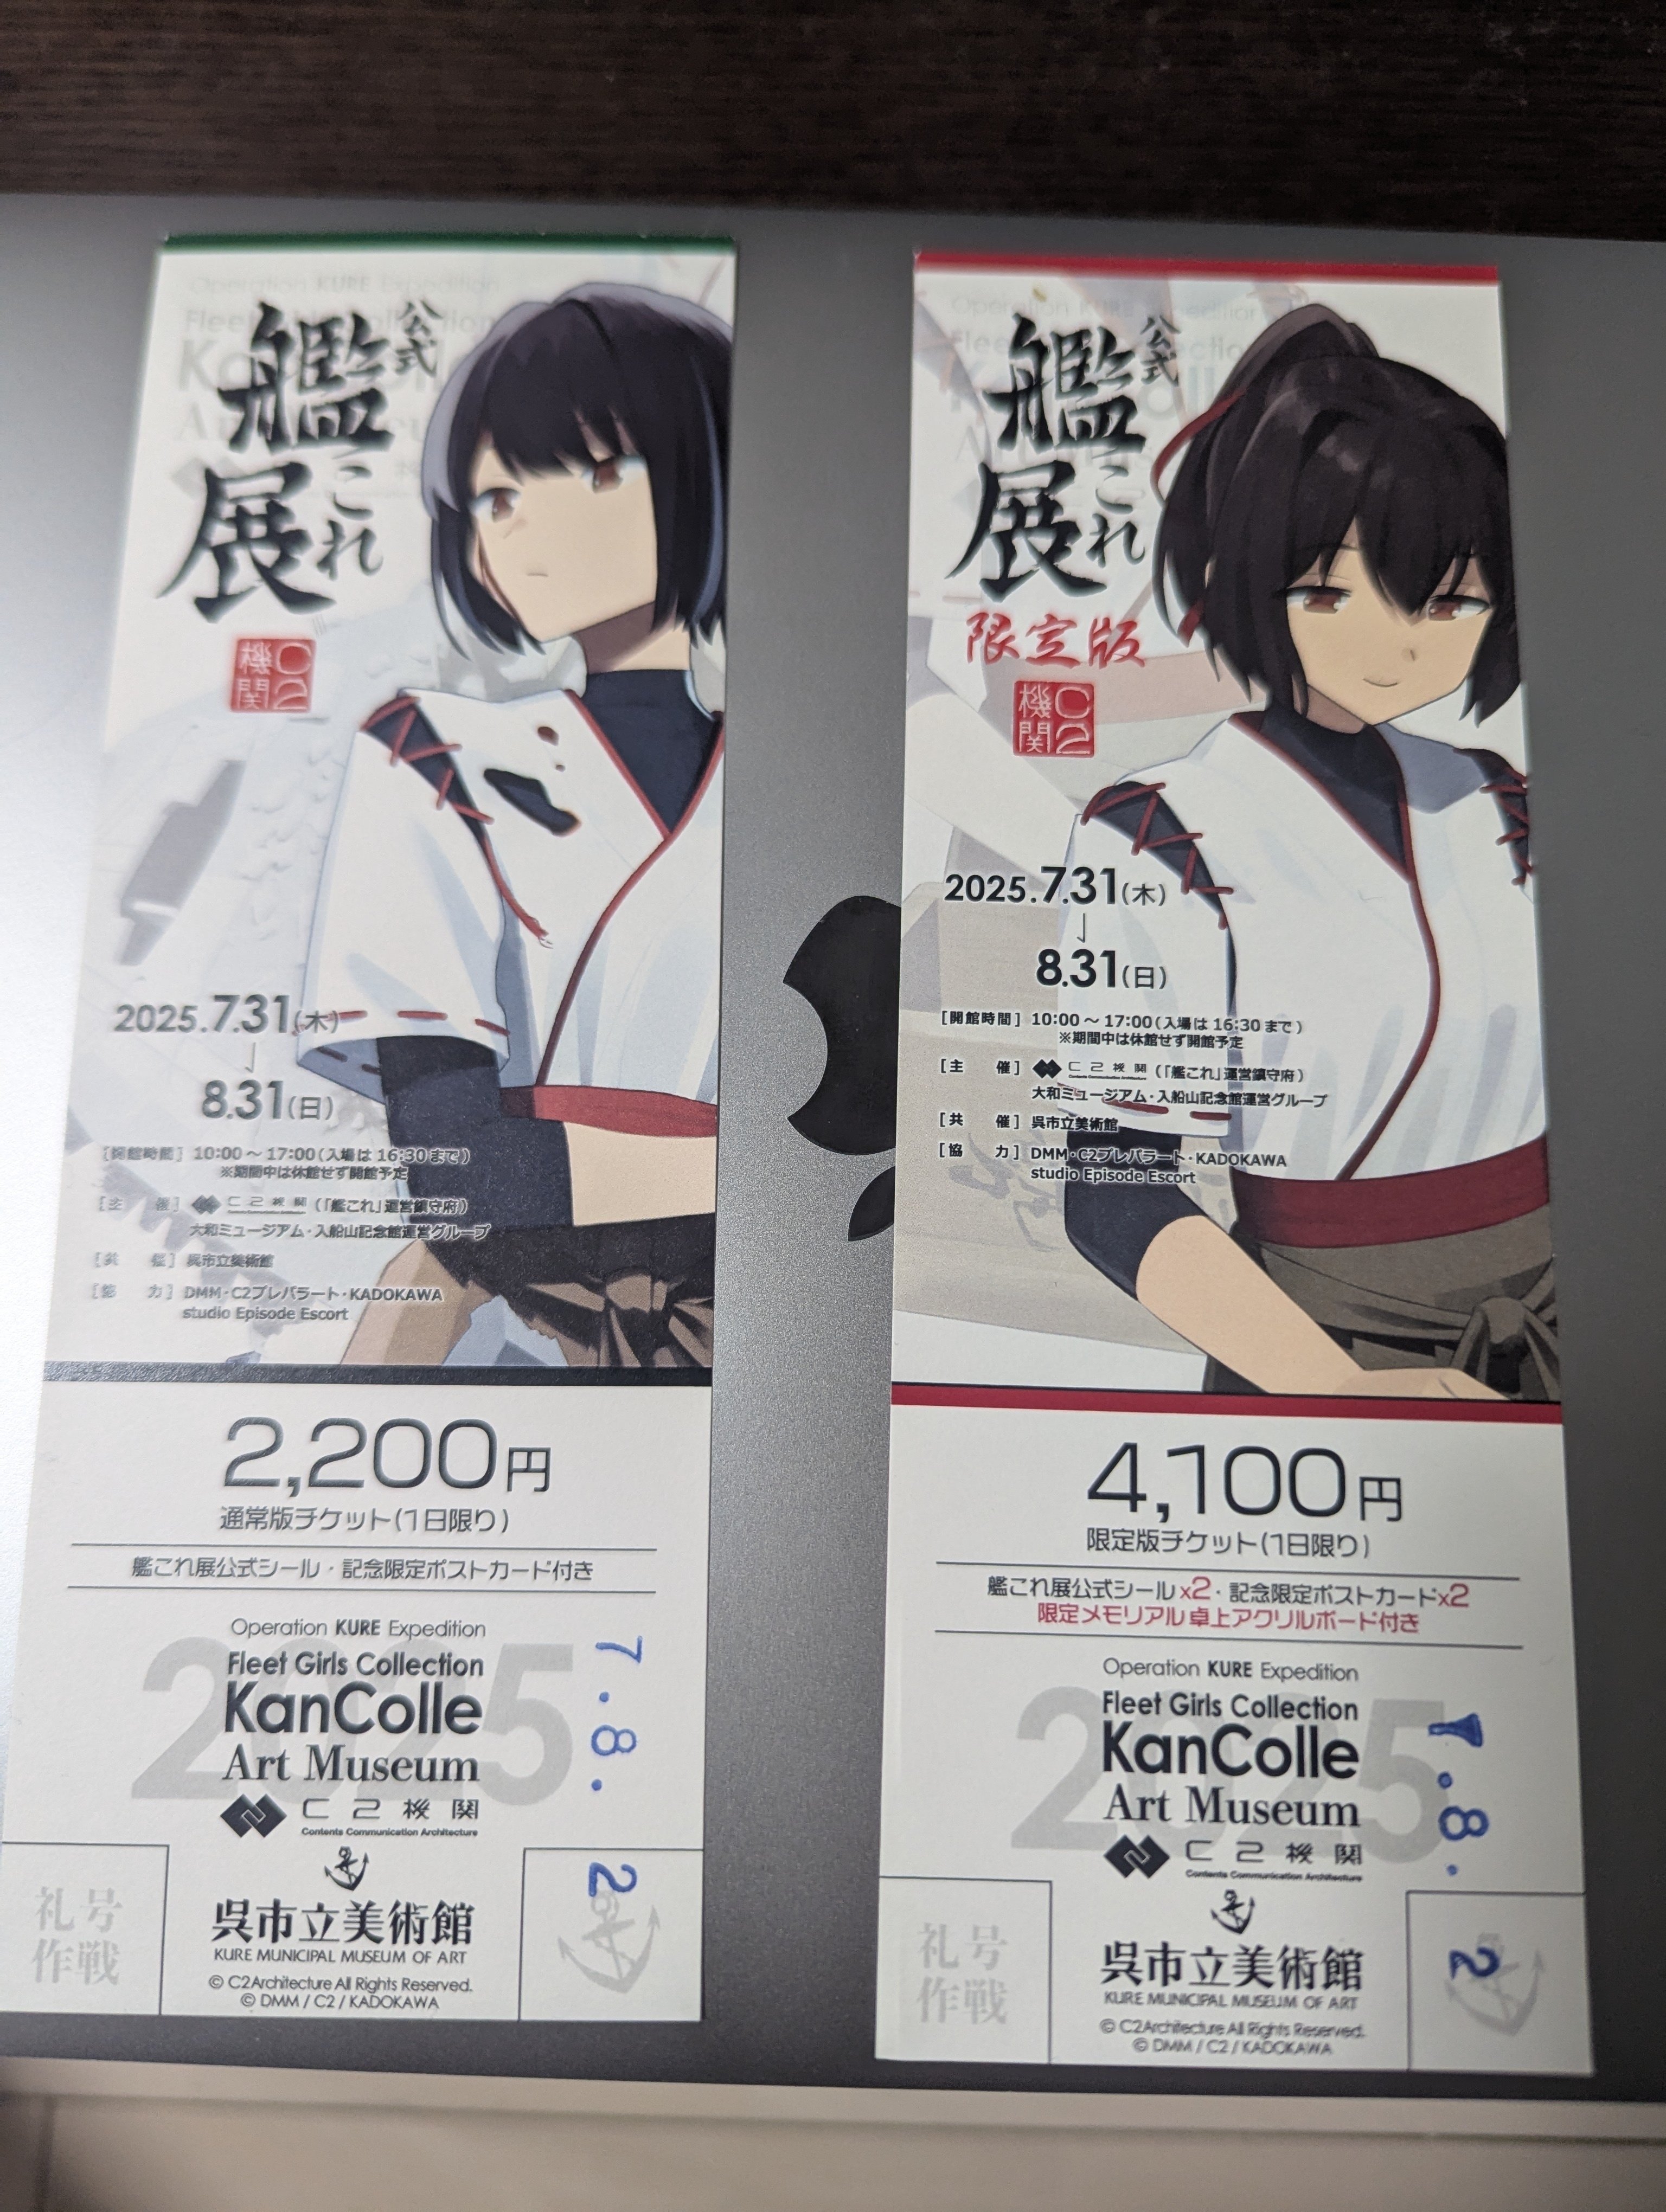 公式
艦これ
展
C2
機関
2025.7.31(木)
↓
8.31(日)
[開館時間] 10:00～17:00(入場は16:30まで)
※期間中は休館せず開館予定
[主 催] C2機関(「艦これ」運営鎮守府)
Contents Communication Architecture
大和ミュージアム・入船山記念館運営グループ
[共 催] 呉市立美術館
[協 力] DMM・C2プレパラート・KADOKAWA
studio Episode Escort
2,200円
通常版チケット(1日限り)
艦これ展公式シール・記念限定ポストカード付き
2025
Operation KURE Expedition
Fleet Girls Collection
KanColle
Art Museum
C2機関
Contents Communication Architecture
7.8.2
礼号
作戦
呉市立美術館
KURE MUNICIPAL MUSEUM OF ART
© C2Architecture All Rights Reserved.
© DMM / C2 / KADOKAWA
公式
艦これ
展
限定版
C2
機関
2025.7.31(木)
↓
8.31(日)
[開館時間] 10:00～17:00(入場は16:30まで)
※期間中は休館せず開館予定
[主 催] C2機関(「艦これ」運営鎮守府)
Contents Communication Architecture
大和ミュージアム・入船山記念館運営グループ
[共 催] 呉市立美術館
[協 力] DMM・C2プレパラート・KADOKAWA
studio Episode Escort
4,100円
限定版チケット(1日限り)
艦これ展公式シールx2・記念限定ポストカードx2
限定メモリアル卓上アクリルボード付き
2025
Operation KURE Expedition
Fleet Girls Collection
KanColle
Art Museum
C2機関
Contents Communication Architecture
7.8.2
礼号
作戦
呉市立美術館
KURE MUNICIPAL MUSEUM OF ART
© C2Architecture All Rights Reserved.
© DMM / C2 / KADOKAWA